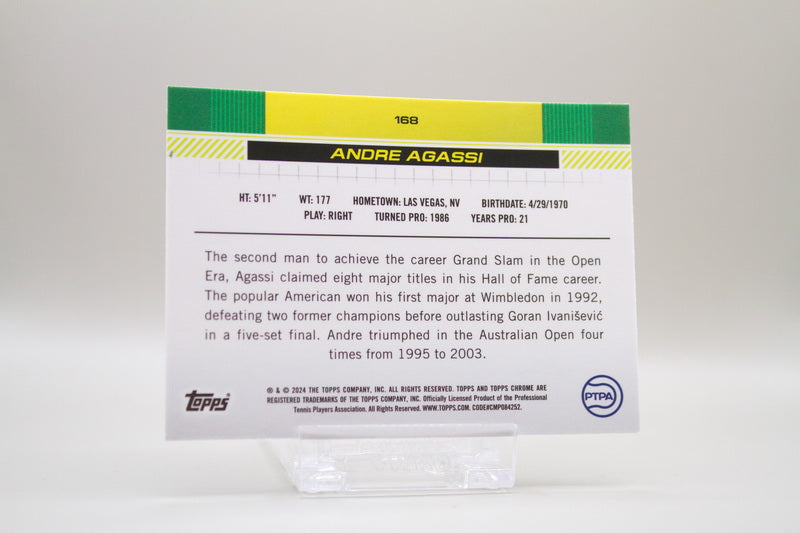 168
ANDRE AGASSI
HT: 5'11" WT: 177 HOMETOWN: LAS VEGAS, NV BIRTHDATE: 4/29/1970
PLAY: RIGHT TURNED PRO: 1986 YEARS PRO: 21
The second man to achieve the career Grand Slam in the Open
Era, Agassi claimed eight major titles in his Hall of Fame career.
The popular American won his first major at Wimbledon in 1992,
defeating two former champions before outlasting Goran Ivanišević
in a five-set final. Andre triumphed in the Australian Open four
times from 1995 to 2003.
TOPPS®
® & © 2024 THE TOPPS COMPANY, INC. ALL RIGHTS RESERVED. TOPPS AND TOPPS CHROME ARE
REGISTERED TRADEMARKS OF THE TOPPS COMPANY, INC. Officially Licensed Product of the Professional
Tennis Players Association. All Rights Reserved. WWW.TOPPS.COM. CODE#CMP084252.
PTPA